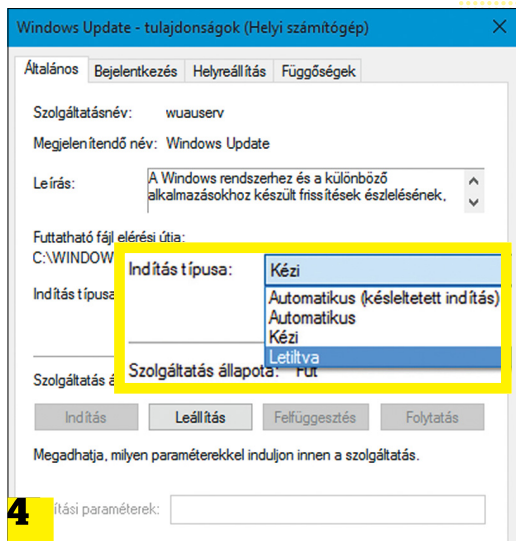 Windows Update - tulajdonságok (Helyi számítógép)
Általános Bejelentkezés Helyreállítás Függőségek
Szolgáltatásnév: wuauserv
Megjelenítendő név: Windows Update
Leírás: A Windows rendszerhez és a különböző
alkalmazásokhoz készült frissítések észlelésének,
Futtatható fájl elérési útja:
C:\WINDOW
Indítás típusa: Kézi
Indítás típusa
Automatikus (késleltetett indítás)
Automatikus
Kézi
Letiltva
Szolgáltatás állapota: Fut
Szolgáltatás á
Indítás Leállítás Felfüggesztés Folytatás
Megadhatja, milyen paraméterekkel induljon innen a szolgáltatás.
4 ítási paraméterek: